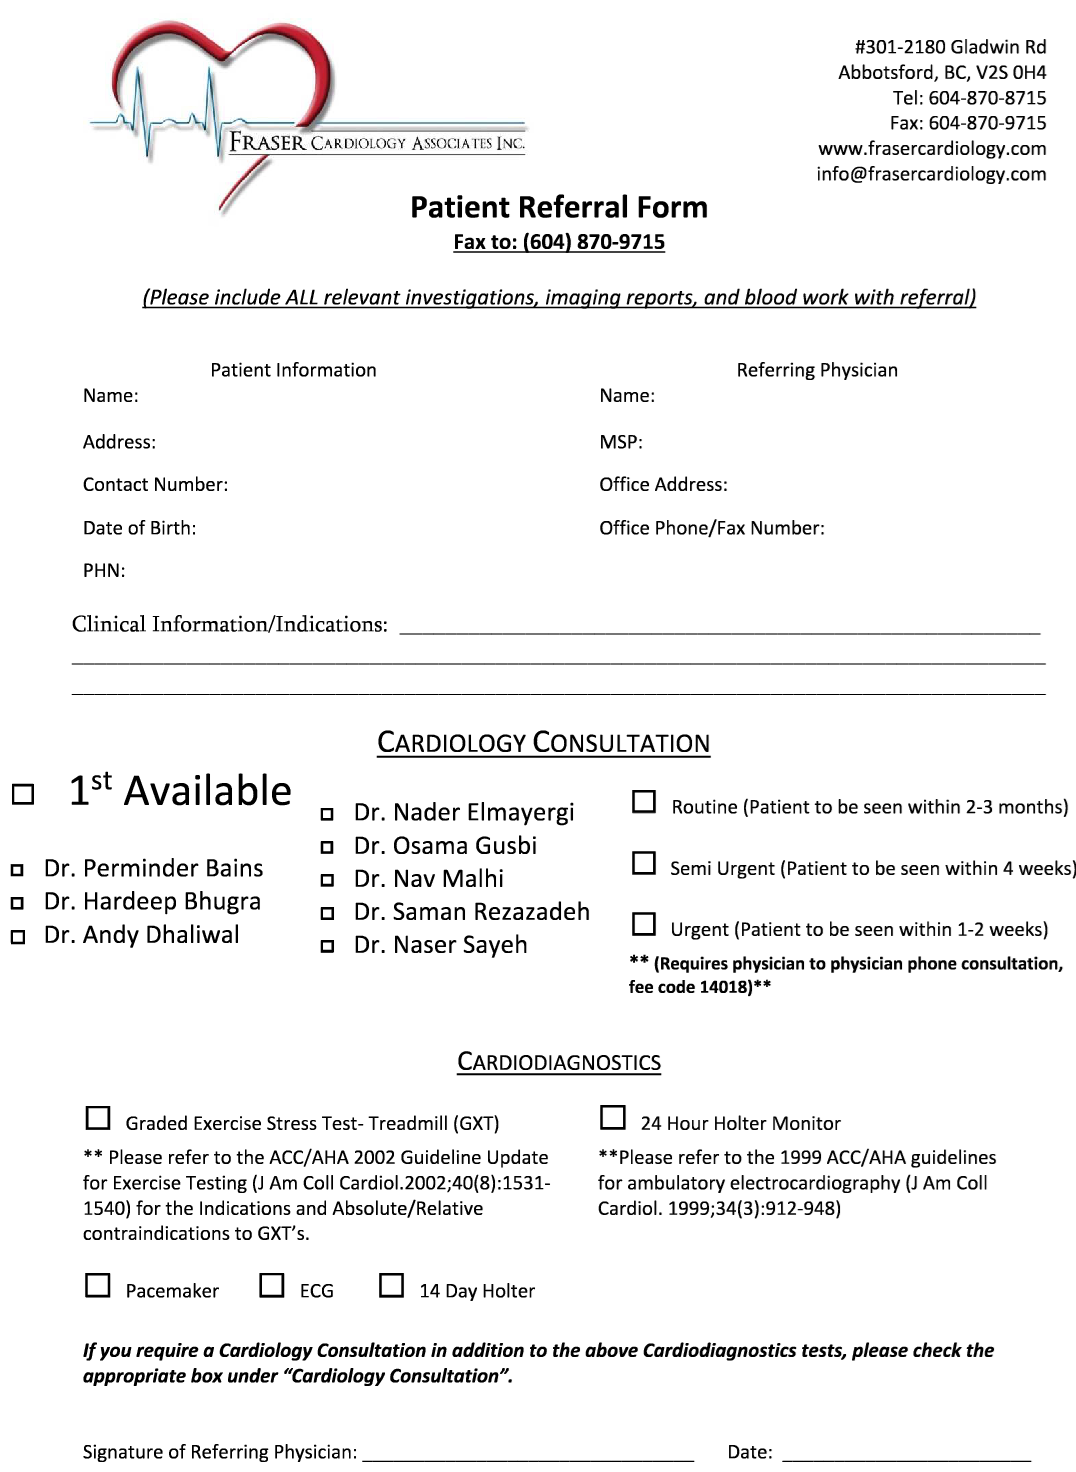 FRASER CARDIOLOGY ASSOCIATES INC.
#301-2180 Gladwin Rd
Abbotsford, BC, V2S 0H4
Tel: 604-870-8715
Fax: 604-870-9715
www.frasercardiology.com
info@frasercardiology.com
Patient Referral Form
Fax to: (604) 870-9715
(Please include ALL relevant investigations, imaging reports, and blood work with referral)
Patient Information
Name:
Address:
Contact Number:
Date of Birth:
PHN:
Referring Physician
Name:
MSP:
Office Address:
Office Phone/Fax Number:
Clinical Information/Indications:
CARDIOLOGY CONSULTATION
1st Available
Dr. Perminder Bains
Dr. Hardeep Bhugra
Dr. Andy Dhaliwal
Dr. Nader Elmayergi
Dr. Osama Gusbi
Dr. Nav Malhi
Dr. Saman Rezazadeh
Dr. Naser Sayeh
Routine (Patient to be seen within 2-3 months)
Semi Urgent (Patient to be seen within 4 weeks)
Urgent (Patient to be seen within 1-2 weeks)
** (Requires physician to physician phone consultation,
fee code 14018)**
CARDIODIAGNOSTICS
Graded Exercise Stress Test- Treadmill (GXT)
** Please refer to the ACC/AHA 2002 Guideline Update
for Exercise Testing (J Am Coll Cardiol.2002;40(8):1531-
1540) for the Indications and Absolute/Relative
contraindications to GXT's.
24 Hour Holter Monitor
**Please refer to the 1999 ACC/AHA guidelines
for ambulatory electrocardiography (J Am Coll
Cardiol. 1999;34(3):912-948)
Pacemaker ECG 14 Day Holter
If you require a Cardiology Consultation in addition to the above Cardiodiagnostics tests, please check the
appropriate box under “Cardiology Consultation”.
Signature of Referring Physician: Date: